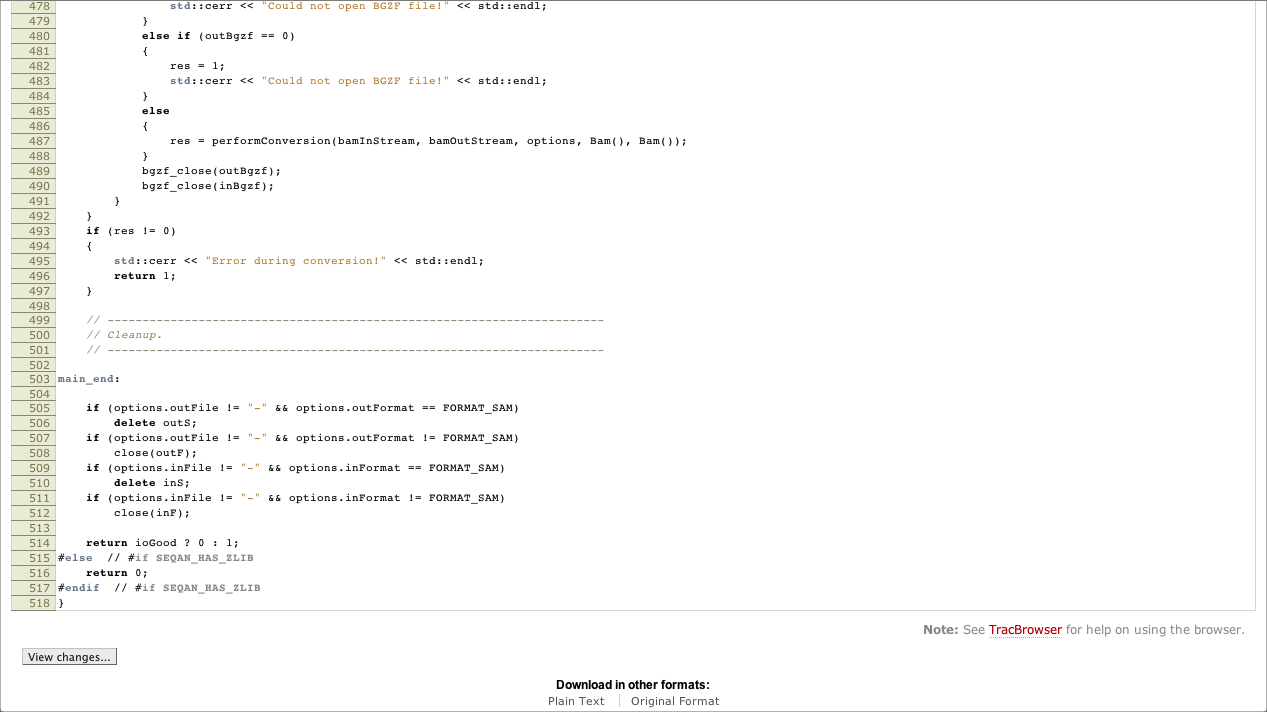 478                 std::cerr << "Could not open BGZF file!" << std::endl;
479             }
480             else if (outBgzf == 0)
481             {
482                 res = 1;
483                 std::cerr << "Could not open BGZF file!" << std::endl;
484             }
485             else
486             {
487                 res = performConversion(bamInStream, bamOutStream, options, Bam(), Bam());
488             }
489             bgzf_close(outBgzf);
490             bgzf_close(inBgzf);
491         }
492     }
493     if (res != 0)
494     {
495         std::cerr << "Error during conversion!" << std::endl;
496         return 1;
497     }
498
499     // -----------------------------------------------------------------------
500     // Cleanup.
501     // -----------------------------------------------------------------------
502
503 main_end:
504
505     if (options.outFile != "-" && options.outFormat == FORMAT_SAM)
506         delete outS;
507     if (options.outFile != "-" && options.outFormat != FORMAT_SAM)
508         close(outF);
509     if (options.inFile != "-" && options.inFormat == FORMAT_SAM)
510         delete inS;
511     if (options.inFile != "-" && options.inFormat != FORMAT_SAM)
512         close(inF);
513
514     return ioGood ? 0 : 1;
515 #else  // #if SEQAN_HAS_ZLIB
516     return 0;
517 #endif  // #if SEQAN_HAS_ZLIB
518 }
Note: See TracBrowser for help on using the browser.
View changes...
Download in other formats:
Plain Text Original Format